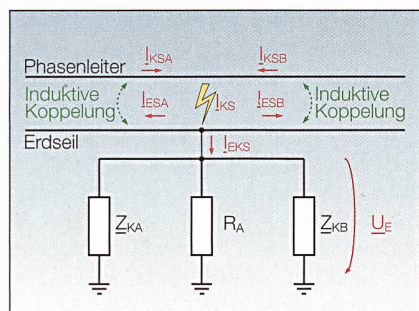 I_KSA I_KSB
Phasenleiter
Induktive Koppelung
I_ESA I_KS I_ESB
Induktive Koppelung
Erdseil
I_EKS
Z_KA R_A Z_KB U_E